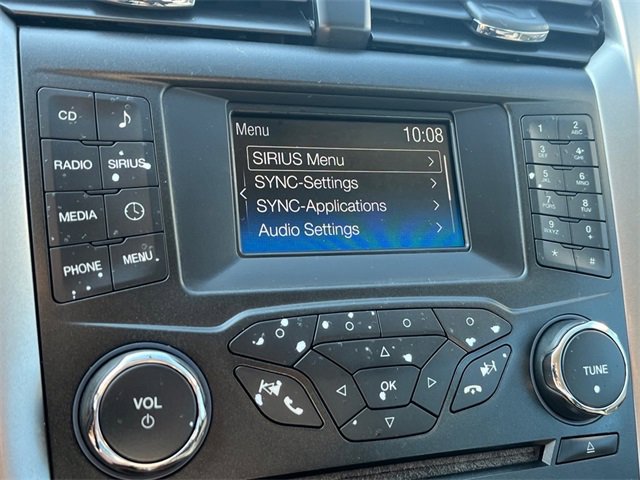 CD
RADIO SIRIUS
MEDIA
PHONE MENU
Menu 10:08
SIRIUS Menu
SYNC-Settings
SYNC-Applications
Audio Settings
1 2 ABC
3 DEF 4 GHI
5 JKL 6 MNO
7 PQRS 8 TUV
9 WXYZ 0 +
* #
VOL
OK
TUNE